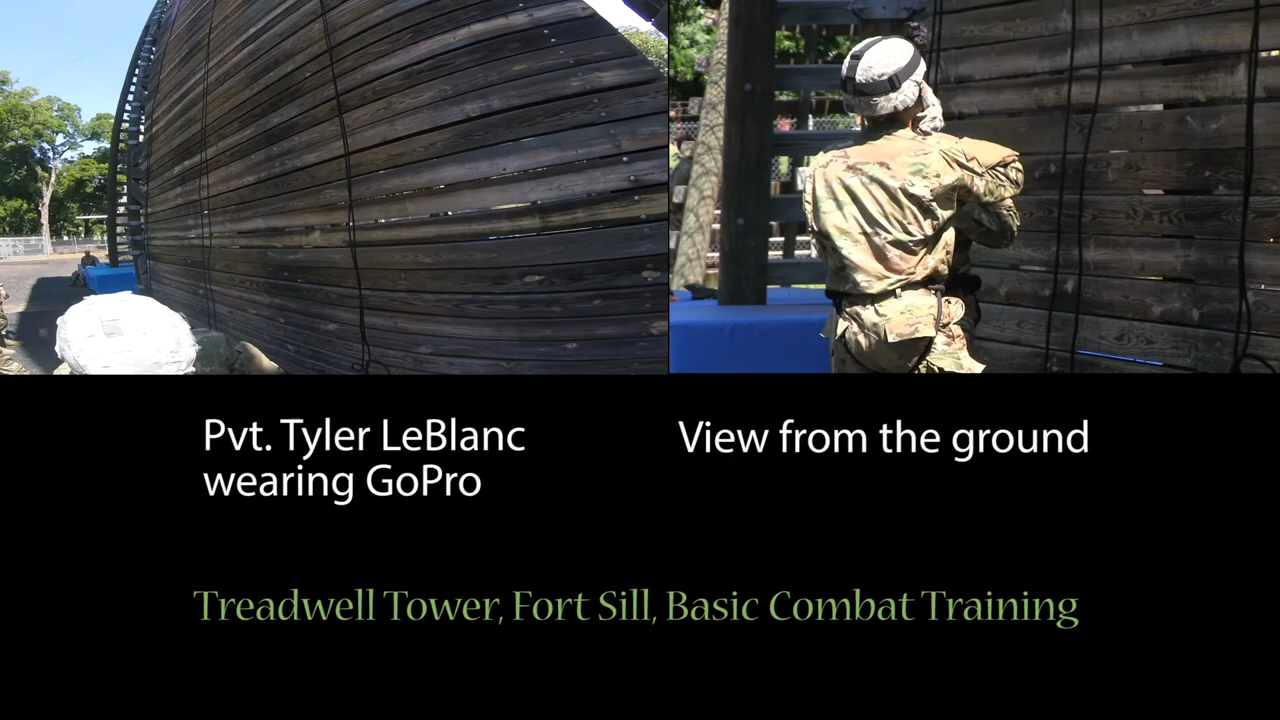 Pvt. Tyler LeBlanc
wearing GoPro
View from the ground
Treadwell Tower, Fort Sill, Basic Combat Training